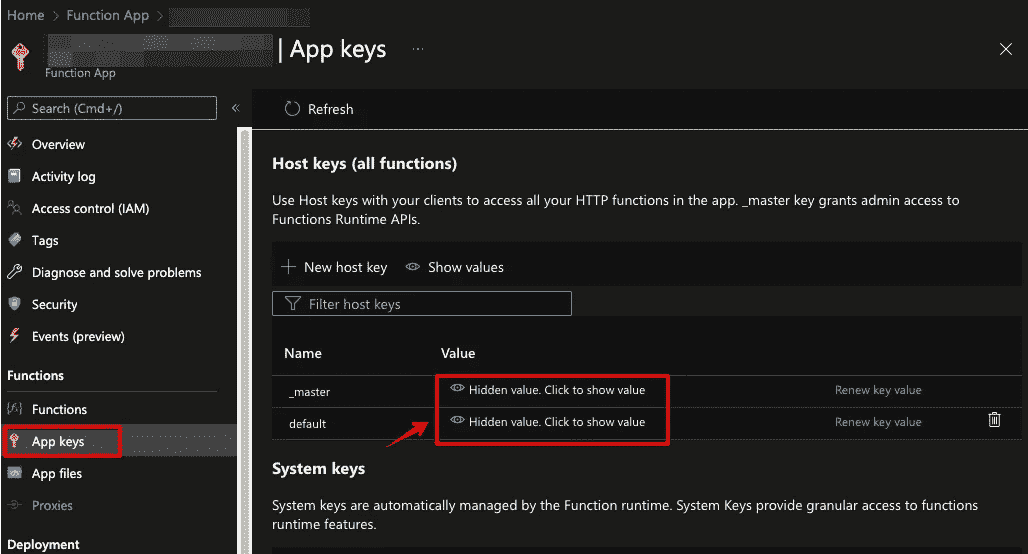 Home > Function App >
| App keys ...
Function App
Search (Cmd+/)
«
Refresh
Overview
Activity log
Access control (IAM)
Tags
Diagnose and solve problems
Security
Events (preview)
Functions
Functions
App keys
App files
Proxies
Deployment
Host keys (all functions)
Use Host keys with your clients to access all your HTTP functions in the app. _master key grants admin access to
Functions Runtime APIs.
New host key Show values
Filter host keys
Name Value
_master Hidden value. Click to show value Renew key value
default Hidden value. Click to show value Renew key value
System keys
System keys are automatically managed by the Function runtime. System Keys provide granular access to functions
runtime features.